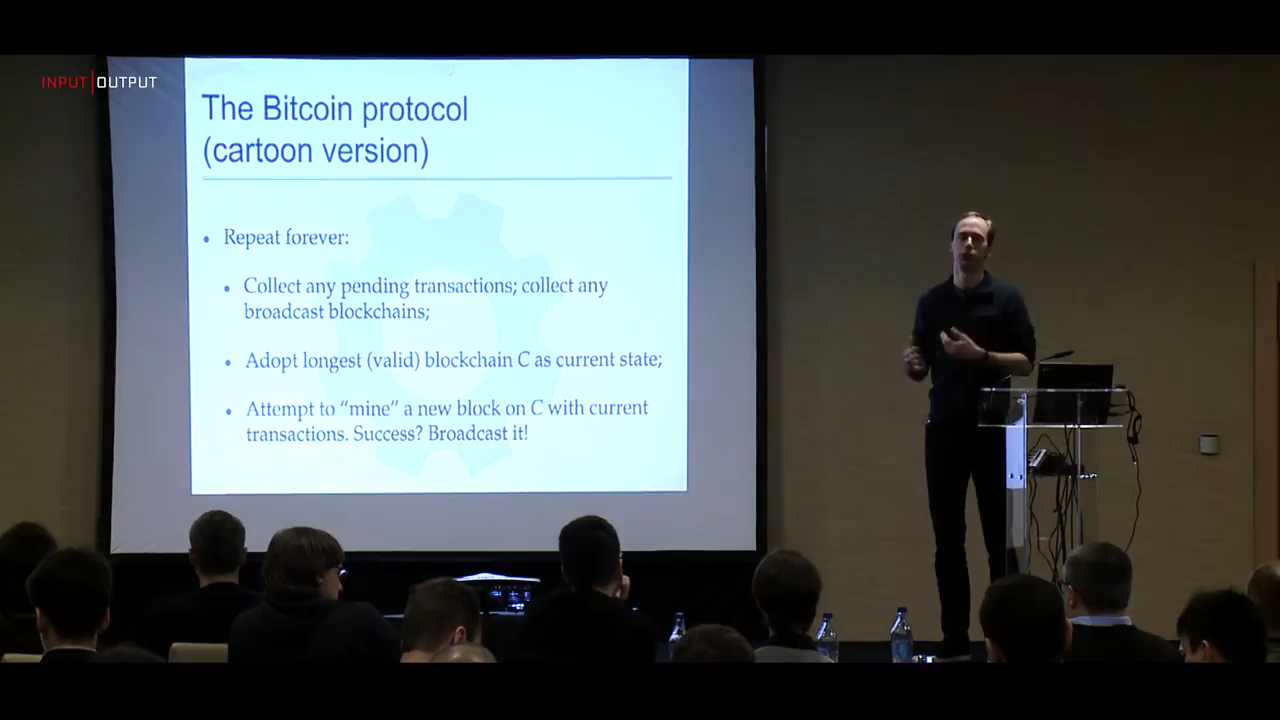 INPUT|OUTPUT
The Bitcoin protocol
(cartoon version)
• Repeat forever:
• Collect any pending transactions; collect any
broadcast blockchains;
• Adopt longest (valid) blockchain C as current state;
• Attempt to “mine” a new block on C with current
transactions. Success? Broadcast it!